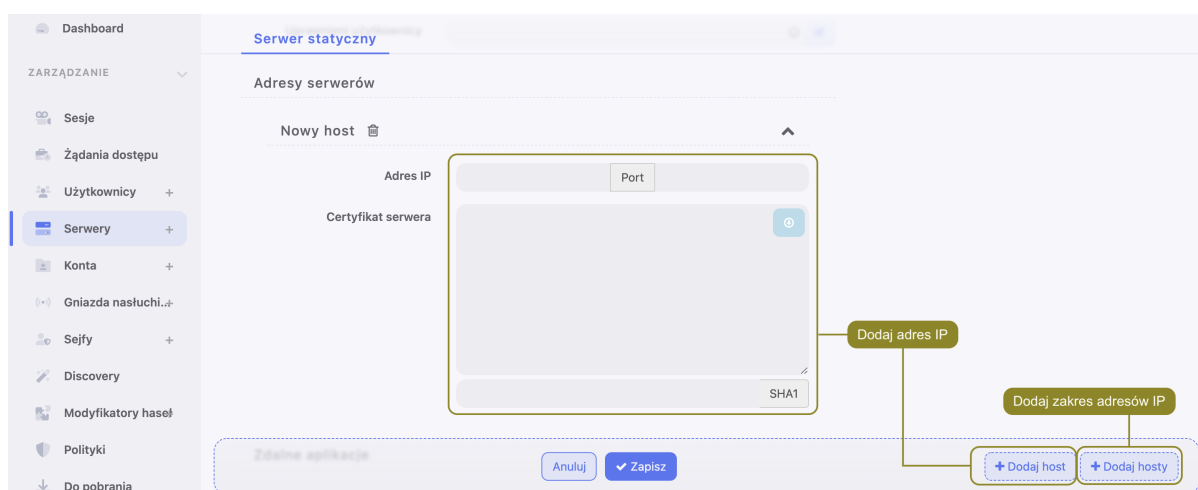 Dashboard
Serwer statyczny
ZARZĄDZANIE
Adresy serwerów
Sesje
Nowy host
Żądania dostępu
Adres IP
Port
Użytkownicy
Certyfikat serwera
Serwery
Konta
Gniazda nasłuchi...
Sejfy
Dodaj adres IP
Discovery
SHA1
Dodaj zakres adresów IP
Modyfikatory haseł
Polityki
Zdalne aplikacje
Anuluj
Zapisz
Dodaj host
Dodaj hosty
Do pobrania